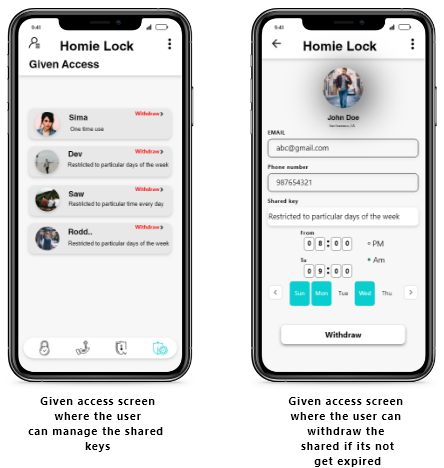 9:41
Homie Lock
Given Access
Sima
Withdraw
One time usa
Dev
Withdraw
Restricted to particular days of the week
Saw
Withdraw
Restricted to particular time every day
Rodd..
Withdraw
Restricted to particular days of the week
Given access screen
where the user
can manage the shared
keys
9:41
Homie Lock
John Doe
EMAIL
abc@gmail.com
Phone number
987654321
Shared key
Restricted to particular days of the week
From
0 8 : 0 0
PM
To
0 9 : 0 0
Am
Sun Mon Tue Wed Thu
Withdraw
Given access screen
where the user can
withdraw the
shared if its not
get expired